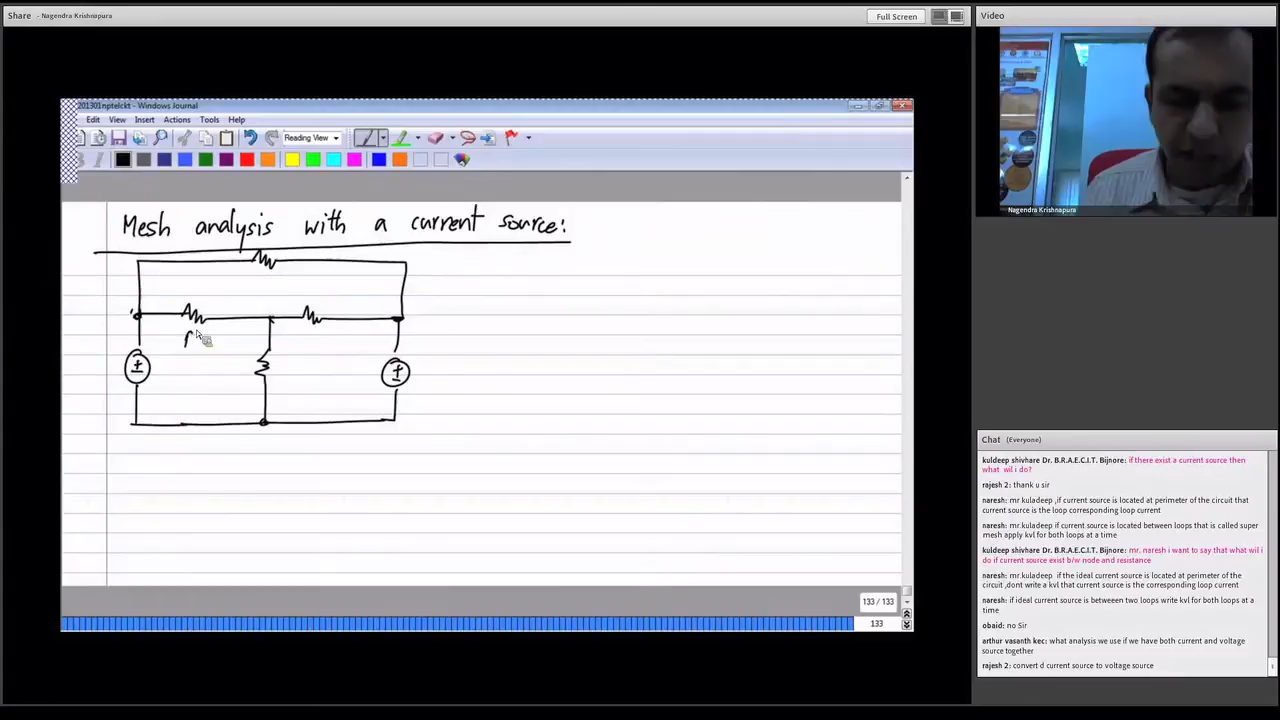 Share - Nagendra Krishnapura
Full Screen
Video
201301nptelckt - Windows Journal
Edit View Insert Actions Tools Help
Reading View
Nagendra Krishnapura
Mesh analysis with a current source:
133 / 133
133
Chat (Everyone)
kuldeep shivhare Dr. B.R.A.E.C.I.T. Bijnore: if there exist a current source then
what wil i do?
rajesh 2: thank u sir
naresh: mr kuladeep ,if current source is located at perimeter of the circuit that
current source is the loop corresponding loop current
naresh: mr.kuladeep if current source is located between loops that is called super
mesh apply kvl for both loops at a time
kuldeep shivhare Dr. B.R.A.E.C.I.T. Bijnore: mr. naresh i want to say that what wil i
do if current source exist b/w node and resistance
naresh: mr.kuladeep if the ideal current source is located at perimeter of the
circuit ,dont write a kvl that current source is the corresponding loop current
naresh: if ideal current source is betweeen two loops write kvl for both loops at a
time
obaid: no Sir
arthur vasanth kec: what analysis we use if we have both current and voltage
source together
rajesh 2: convert d current source to voltage source